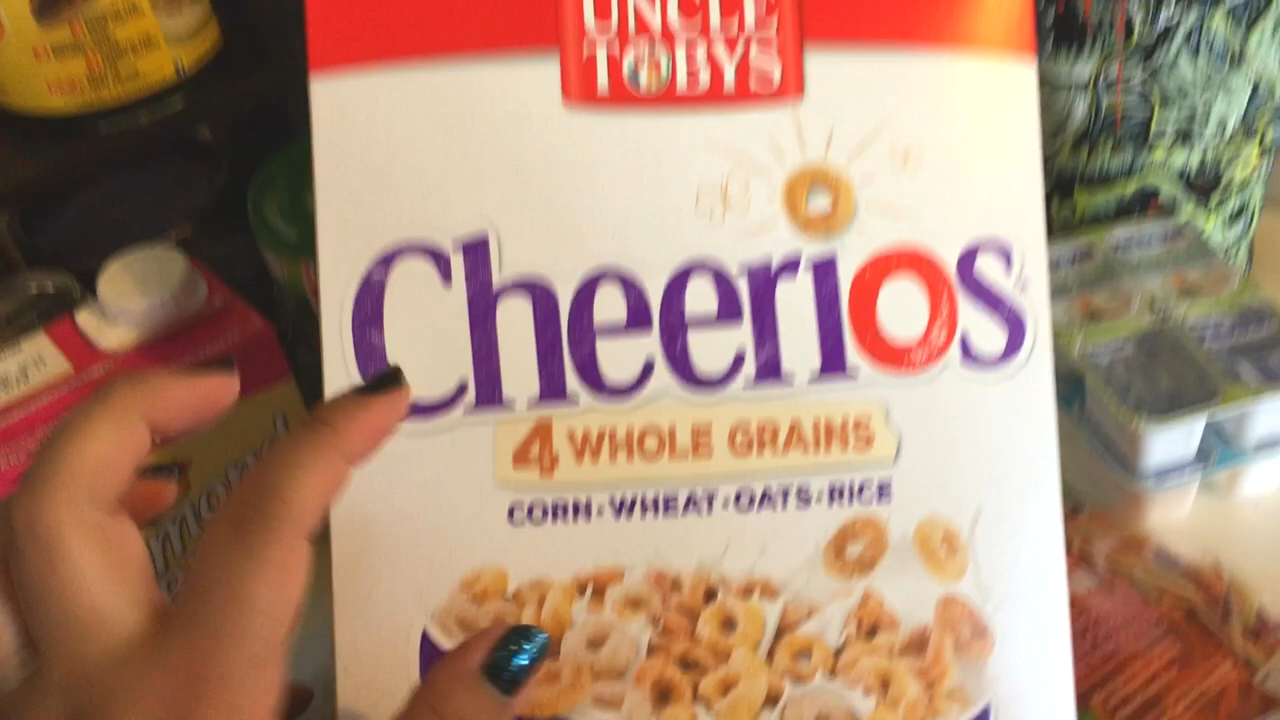 UNCLE
TOBYS
Cheerios
4 WHOLE GRAINS
CORN·WHEAT·OATS·RICE